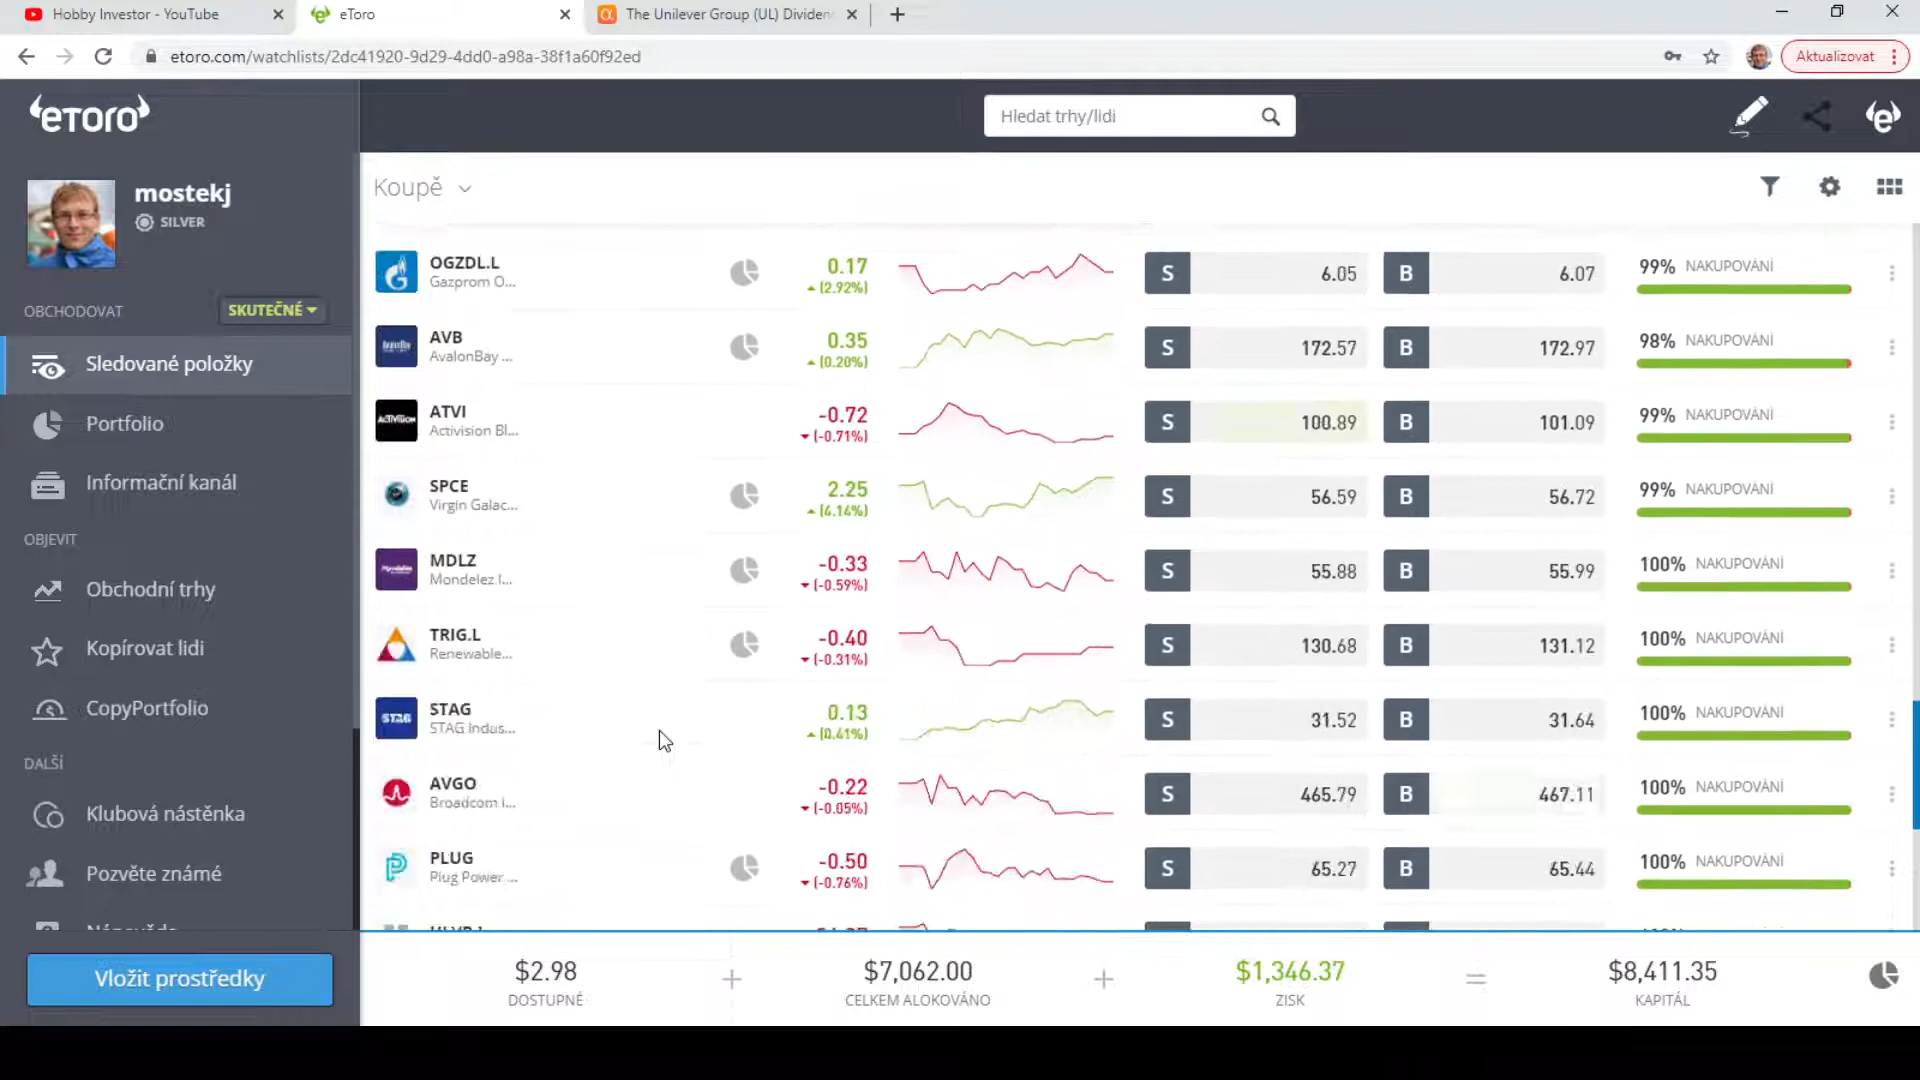 Hobby Investor - YouTube
eToro
The Unilever Group (UL) Dividen
etoro.com/watchlists/2dc41920-9d29-4dd0-a98a-38f1a60f92ed
Aktualizovat
eToro
Hledat trhy/lidi
mostekj
SILVER
OBCHODOVAT
SKUTEČNÉ
Sledované položky
Portfolio
Informační kanál
OBJEVIT
Obchodní trhy
Kopírovat lidi
CopyPortfolio
DALŠÍ
Klubová nástěnka
Pozvěte známé
Vložit prostředky
Koupě
OGZDL.L 0.17 S 6.05 B 6.07 99% NAKUPOVÁNÍ
Gazprom O... (2.92%)
AVB 0.35 S 172.57 B 172.97 98% NAKUPOVÁNÍ
AvalonBay ... (0.20%)
ACTIVISION ATVI -0.72 S 100.89 B 101.09 99% NAKUPOVÁNÍ
Activision Bl... (-0.71%)
SPCE 2.25 S 56.59 B 56.72 99% NAKUPOVÁNÍ
Virgin Galac... (4.14%)
MDLZ -0.33 S 55.88 B 55.99 100% NAKUPOVÁNÍ
Mondelez I... (-0.59%)
TRIG.L -0.40 S 130.68 B 131.12 100% NAKUPOVÁNÍ
Renewable... (-0.31%)
STAG STAG 0.13 S 31.52 B 31.64 100% NAKUPOVÁNÍ
STAG Indus... (0.41%)
AVGO -0.22 S 465.79 B 467.11 100% NAKUPOVÁNÍ
Broadcom I... (-0.05%)
PLUG -0.50 S 65.27 B 65.44 100% NAKUPOVÁNÍ
Plug Power ... (-0.76%)
$2.98 + $7,062.00 + $1,346.37 = $8,411.35
DOSTUPNÉ CELKEM ALOKOVÁNO ZISK KAPITÁL